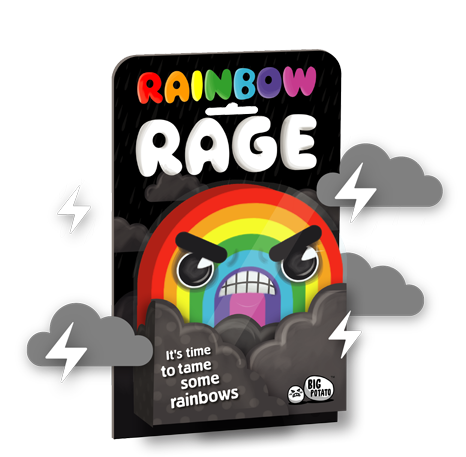 RAINBOW
RAGE
It's time
to tame
some
rainbows
BIG
POTATO